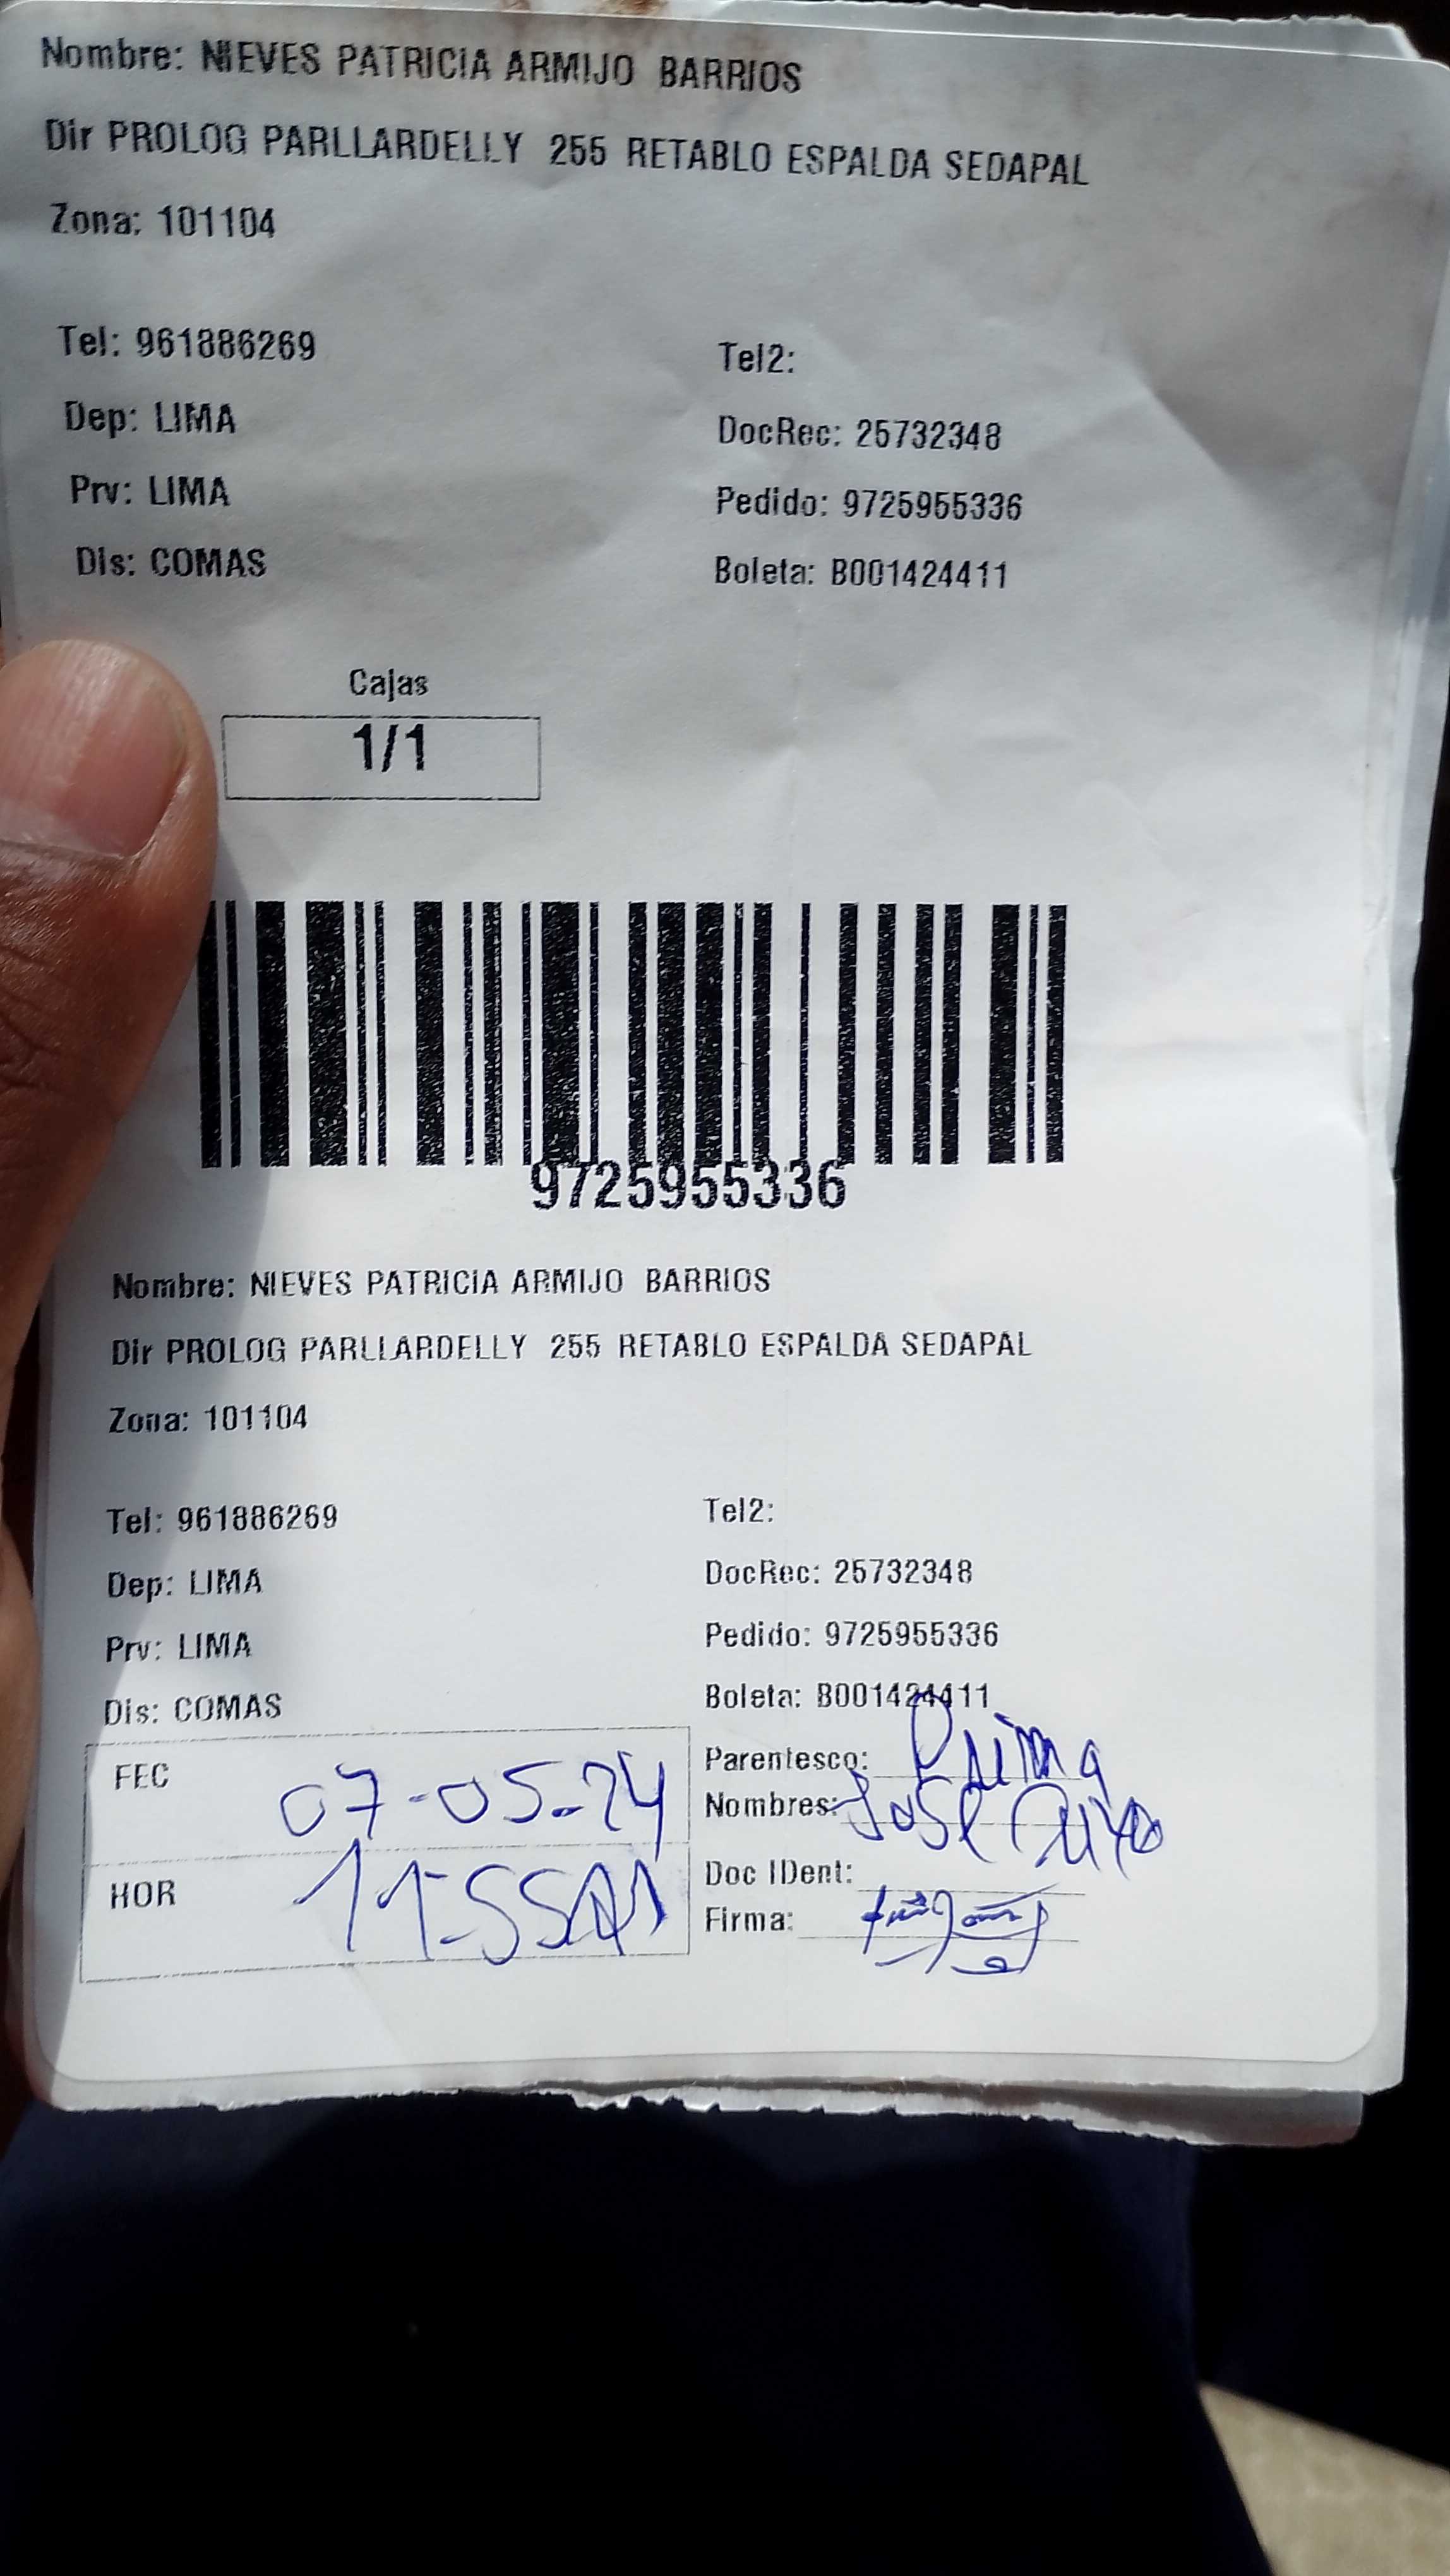 Nombre: NIEVES PATRICIA ARMIJO BARRIOS
Dir PROLOG PARLLARDELLY 255 RETABLO ESPALDA SEDAPAL
Zona: 101104
Tel: 961886269
Tel2:
Dep: LIMA
DocRec: 25732348
Prv: LIMA
Pedido: 9725955336
Dis: COMAS
Boleta: B001424411
Cajas
1/1
9725955336
Nombre: NIEVES PATRICIA ARMIJO BARRIOS
Dir PROLOG PARLLARDELLY 255 RETABLO ESPALDA SEDAPAL
Zona: 101104
Tel: 961886269
Tel2:
Dep: LIMA
DocRec: 25732348
Prv: LIMA
Pedido: 9725955336
Dis: COMAS
Boleta: B001424411
FEC 07-05-24
Parentesco: Prima
Nombres: José
HOR
Doc IDent:
Firma: